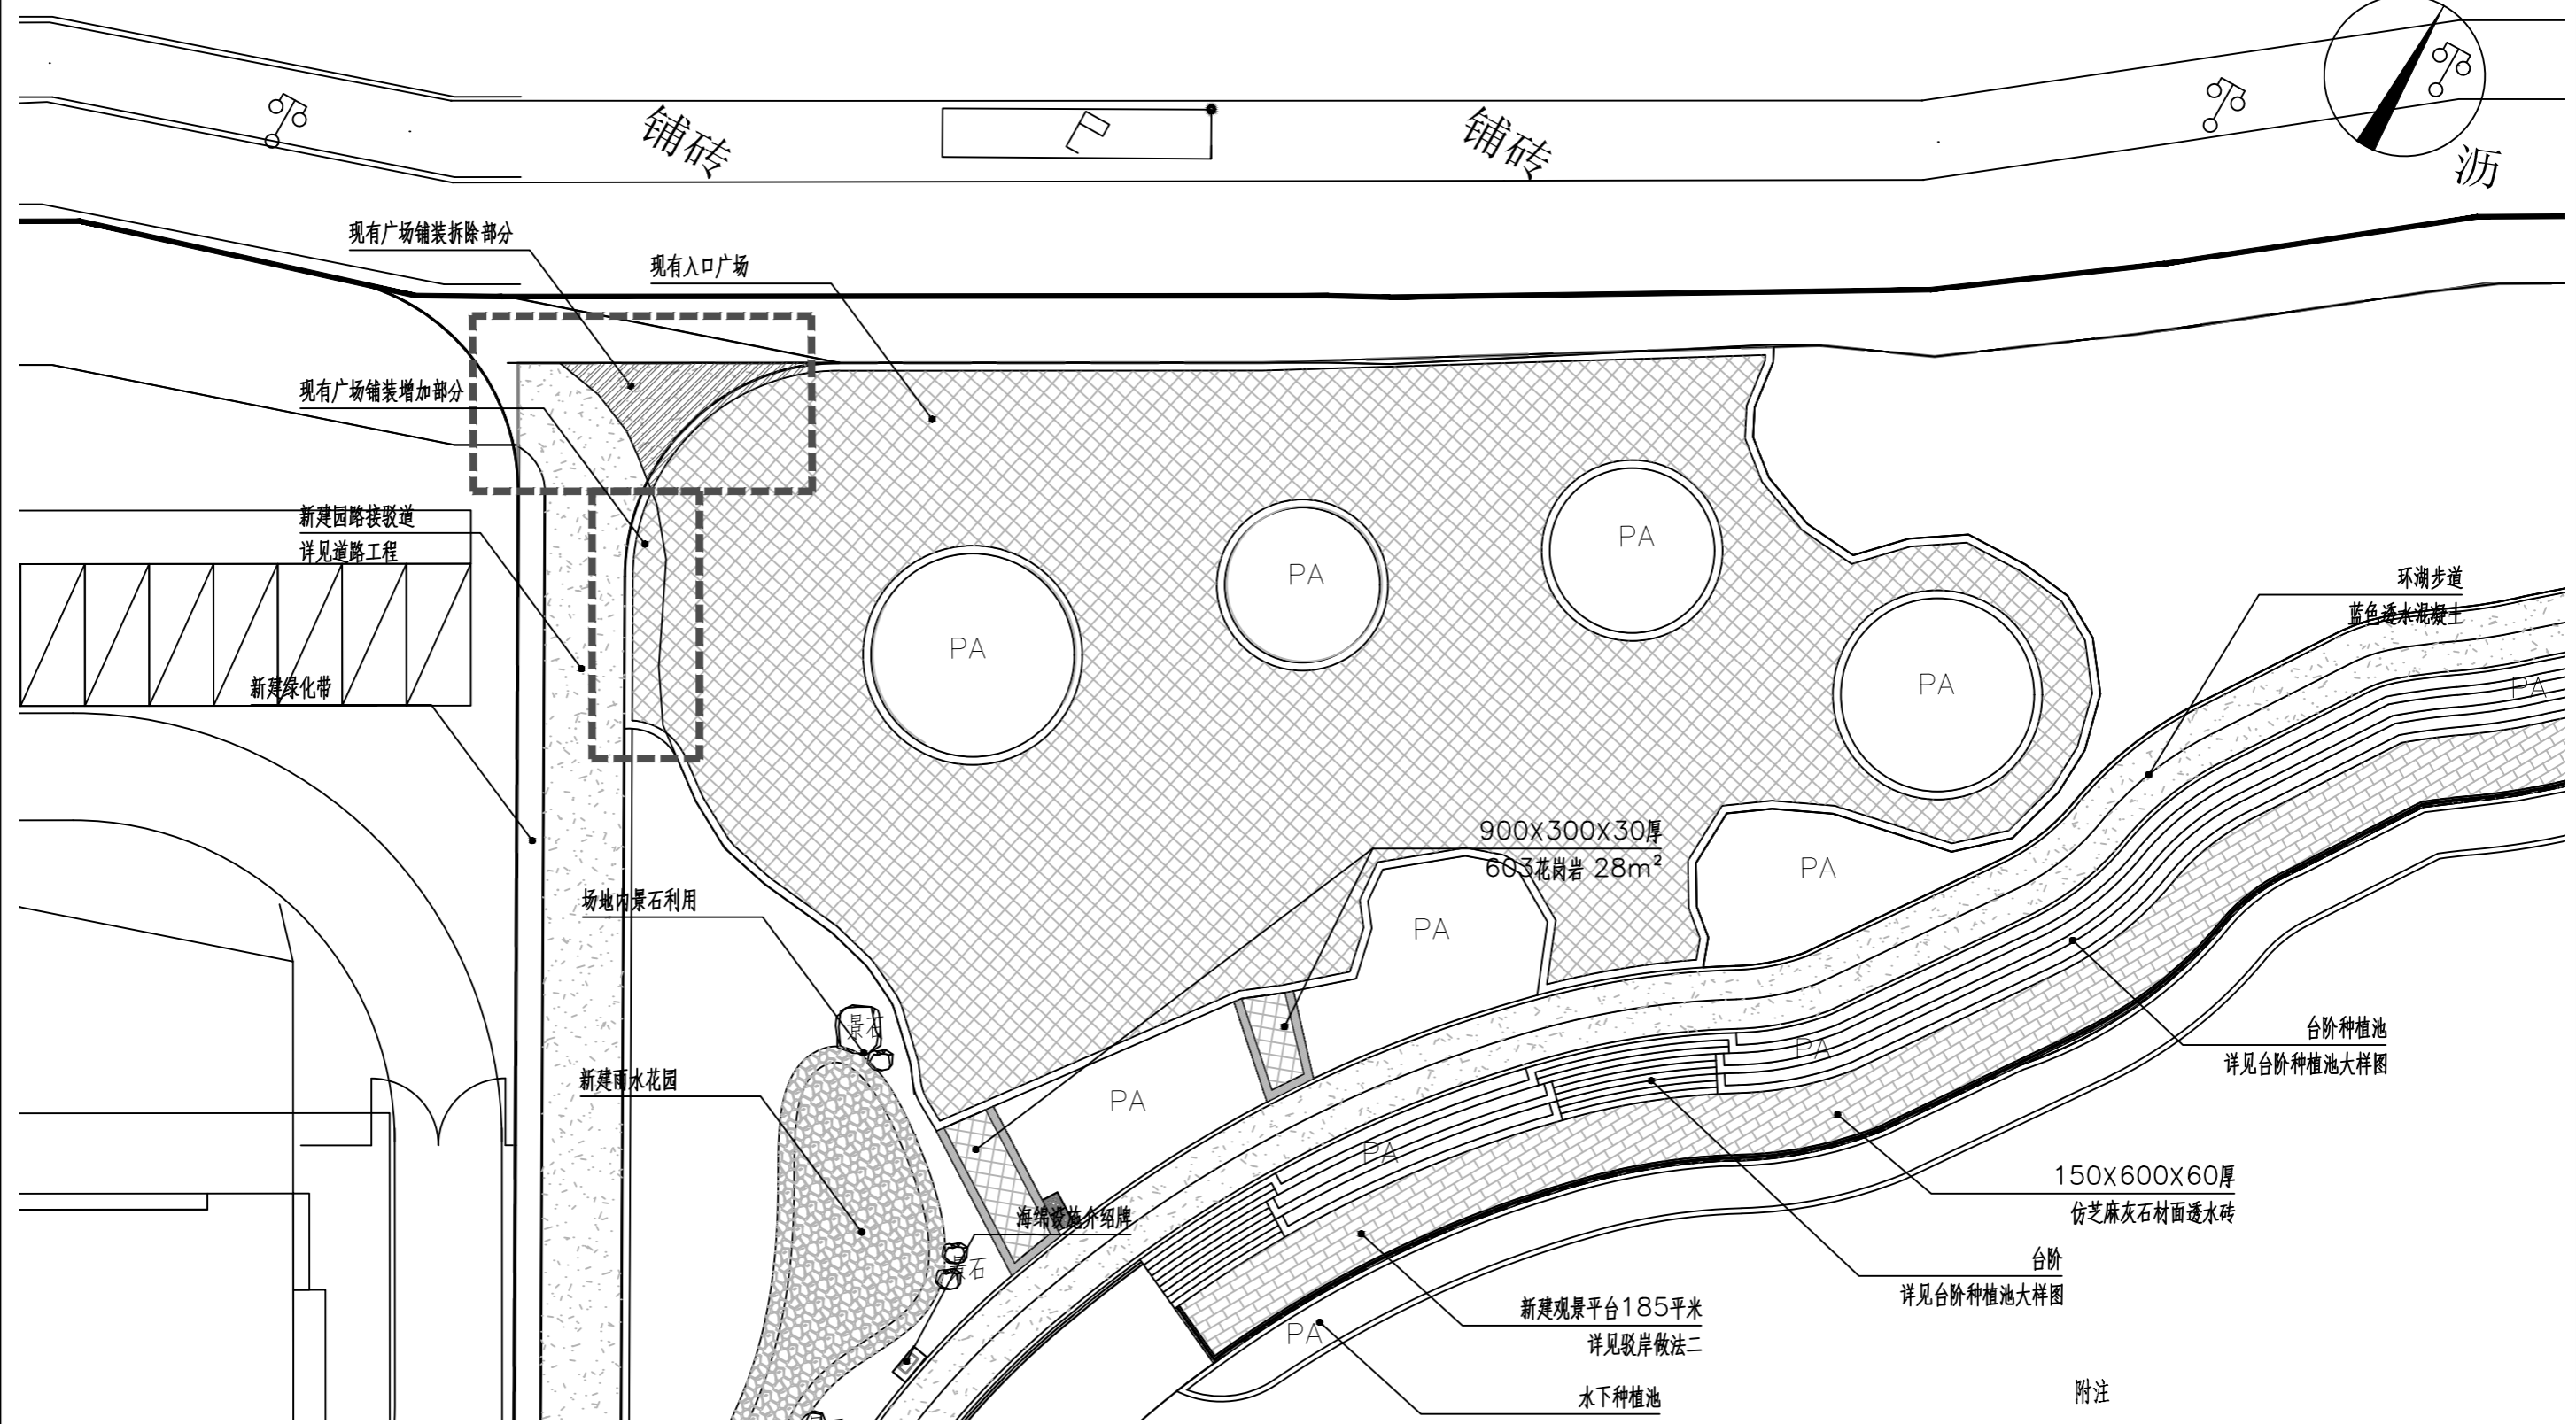 铺砖
铺砖
沥
现有广场铺装拆除部分
现有入口广场
现有广场铺装增加部分
新建园路接驳道
详见道路工程
PA
PA
PA
PA
环湖步道
蓝色透水混凝土
新建绿化带
PA
900X300X30厚
603花岗岩 28m²
PA
场地内景石利用
PA
景石
台阶种植池
详见台阶种植池大样图
PA
新建雨水花园
PA
PA
150X600X60厚
仿芝麻灰石材面透水砖
海绵设施介绍牌
景石
台阶
详见台阶种植池大样图
新建观景平台185平米
详见驳岸做法二
PA
水下种植池
附注